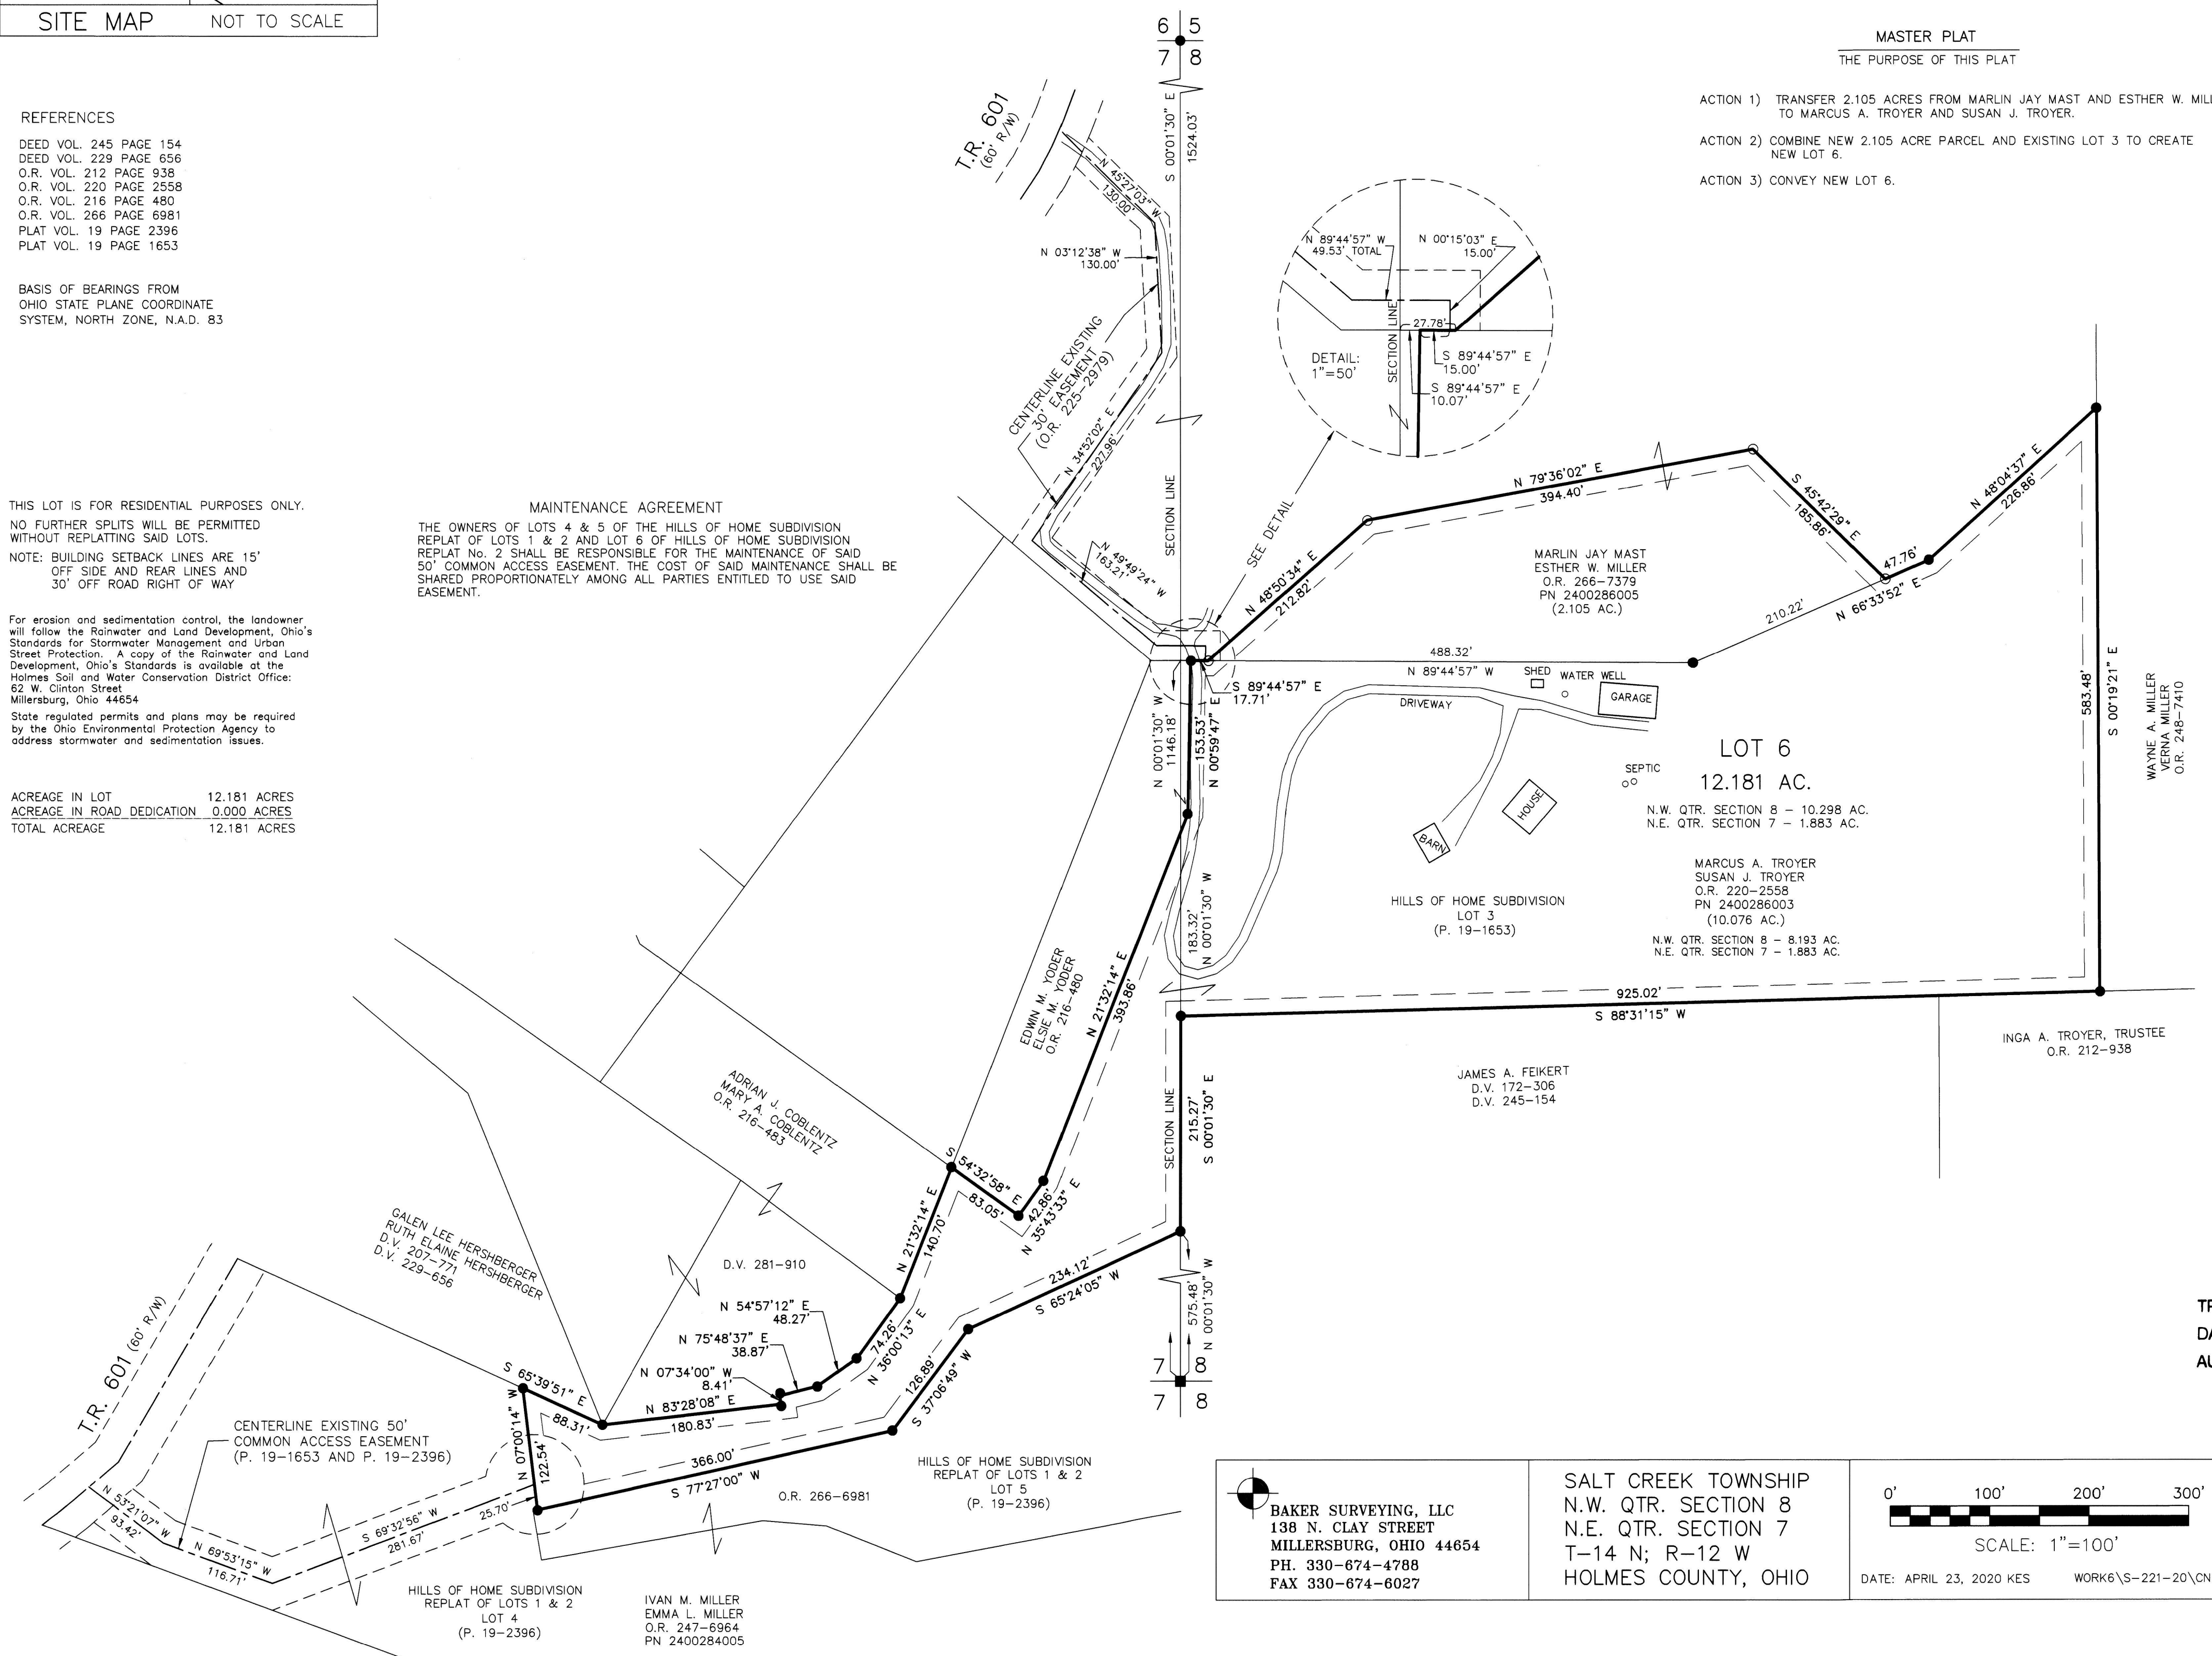 SITE MAP NOT TO SCALE
REFERENCES
DEED VOL. 245 PAGE 154
DEED VOL. 229 PAGE 656
O.R. VOL. 212 PAGE 938
O.R. VOL. 220 PAGE 2558
O.R. VOL. 216 PAGE 480
O.R. VOL. 266 PAGE 6981
PLAT VOL. 19 PAGE 2396
PLAT VOL. 19 PAGE 1653
BASIS OF BEARINGS FROM
OHIO STATE PLANE COORDINATE
SYSTEM, NORTH ZONE, N.A.D. 83
THIS LOT IS FOR RESIDENTIAL PURPOSES ONLY.
NO FURTHER SPLITS WILL BE PERMITTED
WITHOUT REPLATTING SAID LOTS.
NOTE: BUILDING SETBACK LINES ARE 15'
OFF SIDE AND REAR LINES AND
30' OFF ROAD RIGHT OF WAY
For erosion and sedimentation control, the landowner
will follow the Rainwater and Land Development, Ohio's
Standards for Stormwater Management and Urban
Street Protection. A copy of the Rainwater and Land
Development, Ohio's Standards is available at the
Holmes Soil and Water Conservation District Office:
62 W. Clinton Street
Millersburg, Ohio 44654
State regulated permits and plans may be required
by the Ohio Environmental Protection Agency to
address stormwater and sedimentation issues.
ACREAGE IN LOT 12.181 ACRES
ACREAGE IN ROAD DEDICATION 0.000 ACRES
TOTAL ACREAGE 12.181 ACRES
MAINTENANCE AGREEMENT
THE OWNERS OF LOTS 4 & 5 OF THE HILLS OF HOME SUBDIVISION
REPLAT OF LOTS 1 & 2 AND LOT 6 OF HILLS OF HOME SUBDIVISION
REPLAT No. 2 SHALL BE RESPONSIBLE FOR THE MAINTENANCE OF SAID
50' COMMON ACCESS EASEMENT. THE COST OF SAID MAINTENANCE SHALL BE
SHARED PROPORTIONATELY AMONG ALL PARTIES ENTITLED TO USE SAID
EASEMENT.
MASTER PLAT
THE PURPOSE OF THIS PLAT
ACTION 1) TRANSFER 2.105 ACRES FROM MARLIN JAY MAST AND ESTHER W. MILL
TO MARCUS A. TROYER AND SUSAN J. TROYER.
ACTION 2) COMBINE NEW 2.105 ACRE PARCEL AND EXISTING LOT 3 TO CREATE
NEW LOT 6.
ACTION 3) CONVEY NEW LOT 6.
6 5
7 8
S 00°01'30" E
1524.03'
T.R. 601
(60' R/W)
N 45°27'03" W
130.00'
N 03°12'38" W
130.00'
CENTERLINE EXISTING
30' EASEMENT
(O.R. 225-2979)
N 34°52'02" E
227.96'
N 49°49'24" W
163.21'
SECTION LINE
SEE DETAIL
N 89°44'57" W
49.53' TOTAL
N 00°15'03" E
15.00'
SECTION LINE
27.78'
DETAIL:
1"=50'
S 89°44'57" E
15.00'
S 89°44'57" E
10.07'
N 48°50'34" E
212.82'
N 79°36'02" E
394.40'
S 45°42'29" E
185.86'
47.76'
N 66°33'52" E
210.22'
N 48°04'37" E
226.86'
583.48'
S 00°19'21" E
WAYNE A. MILLER
VERNA MILLER
O.R. 248-7410
MARLIN JAY MAST
ESTHER W. MILLER
O.R. 266-7379
PN 2400286005
(2.105 AC.)
488.32'
N 89°44'57" W
S 89°44'57" E
17.71'
N 00°01'30" W
1146.18'
153.53'
N 00°59'47" E
SHED
WATER WELL
GARAGE
DRIVEWAY
SEPTIC
HOUSE
BARN
LOT 6
12.181 AC.
N.W. QTR. SECTION 8 - 10.298 AC.
N.E. QTR. SECTION 7 - 1.883 AC.
MARCUS A. TROYER
SUSAN J. TROYER
O.R. 220-2558
PN 2400286003
(10.076 AC.)
N.W. QTR. SECTION 8 - 8.193 AC.
N.E. QTR. SECTION 7 - 1.883 AC.
HILLS OF HOME SUBDIVISION
LOT 3
(P. 19-1653)
183.32'
N 00°01'30" W
925.02'
S 88°31'15" W
INGA A. TROYER, TRUSTEE
O.R. 212-938
JAMES A. FEIKERT
D.V. 172-306
D.V. 245-154
EDWIN M. YODER
ELSIE M. YODER
O.R. 216-480
N 21°32'14" E
393.86'
SECTION LINE
215.27'
S 00°01'30" E
ADRIAN J. COBLENTZ
MARY A. COBLENTZ
O.R. 216-483
S 54°32'58" E
83.05'
42.86'
N 35°43'33" E
N 21°32'14" E
140.70'
234.12'
S 65°24'05" W
575.48'
N 00°01'30" W
7 8
7 8
GALEN LEE HERSHBERGER
RUTH ELAINE HERSHBERGER
D.V. 207-771
D.V. 229-656
D.V. 281-910
N 54°57'12" E
48.27'
N 75°48'37" E
38.87'
N 07°34'00" W
8.41'
74.26'
N 36°00'13" E
126.89'
S 37°06'49" W
S 65°39'51" E
88.31'
N 83°28'08" E
180.83'
N 07°00'14" W
122.54'
366.00'
S 77°27'00" W
O.R. 266-6981
T.R. 601 (60' R/W)
CENTERLINE EXISTING 50'
COMMON ACCESS EASEMENT
(P. 19-1653 AND P. 19-2396)
N 53°21'07" W
93.42'
N 69°53'15" W
116.71'
S 69°32'56" W
281.67'
25.70'
HILLS OF HOME SUBDIVISION
REPLAT OF LOTS 1 & 2
LOT 5
(P. 19-2396)
HILLS OF HOME SUBDIVISION
REPLAT OF LOTS 1 & 2
LOT 4
(P. 19-2396)
IVAN M. MILLER
EMMA L. MILLER
O.R. 247-6964
PN 2400284005
BAKER SURVEYING, LLC
138 N. CLAY STREET
MILLERSBURG, OHIO 44654
PH. 330-674-4788
FAX 330-674-6027
SALT CREEK TOWNSHIP
N.W. QTR. SECTION 8
N.E. QTR. SECTION 7
T-14 N; R-12 W
HOLMES COUNTY, OHIO
0' 100' 200' 300'
SCALE: 1"=100'
DATE: APRIL 23, 2020 KES WORK6\S-221-20\CN